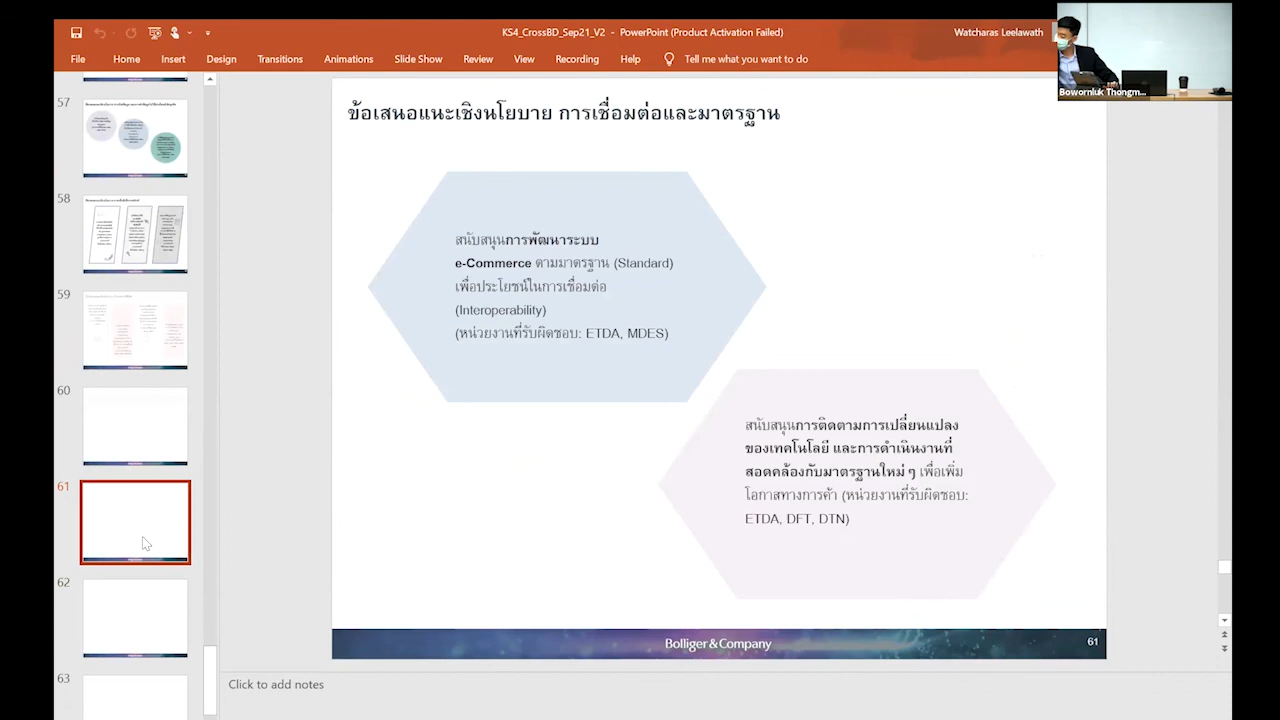 KS4_CrossBD_Sep21_V2 - PowerPoint (Product Activation Failed)
Watcharas Leelawath
File Home Insert Design Transitions Animations Slide Show Review View Recording Help Tell me what you want to do
Bowornluk Thongm...
57
58
59
60
61
62
63
ข้อเสนอแนะเชิงนโยบาย การเชื่อมต่อและมาตรฐาน
สนับสนุนการพัฒนาระบบ
e-Commerce ตามมาตรฐาน (Standard)
เพื่อประโยชน์ในการเชื่อมต่อ
(Interoperability)
(หน่วยงานที่รับผิดชอบ: ETDA, MDES)
สนับสนุนการติดตามการเปลี่ยนแปลง
ของเทคโนโลยี และการดำเนินงานที่
สอดคล้องกับมาตรฐานใหม่ ๆ เพื่อเพิ่ม
โอกาสทางการค้า (หน่วยงานที่รับผิดชอบ:
ETDA, DFT, DTN)
Bolliger & Company
61
Click to add notes